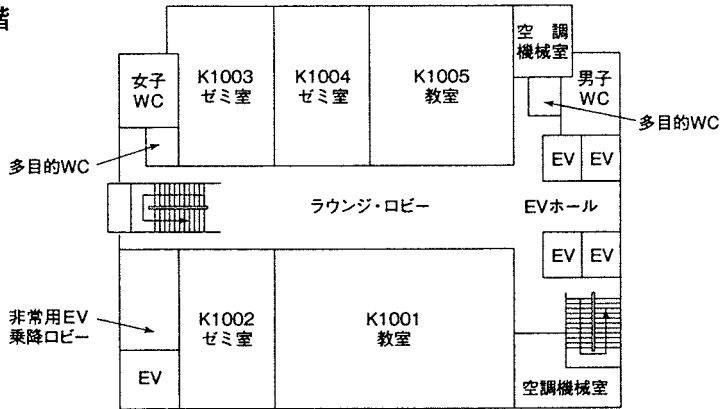 階
空 調
機械室
女子
WC
K1003
ゼミ室
K1004
ゼミ室
K1005
教室
男子
WC
多目的WC
多目的WC
EV
EV
ラウンジ・ロビー
EVホール
EV
EV
非常用EV
乗降ロビー
K1002
ゼミ室
K1001
教室
EV
空調機械室